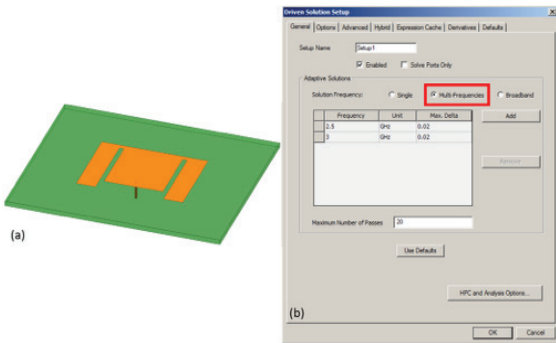 Driven Solution Setup
General Options Advanced Hybrid Expression Cache Derivatives Defaults
Setup Name Setup1
Enabled Solve Ports Only
Adaptive Solutions
Solution Frequency: Single Multi-Frequencies Broadband
Frequency Unit Max. Delta Add
2.5 GHz 0.02
3 GHz 0.02
Remove
Maximum Number of Passes 20
Use Defaults
HPC and Analysis Options...
OK Cancel
(a)
(b)